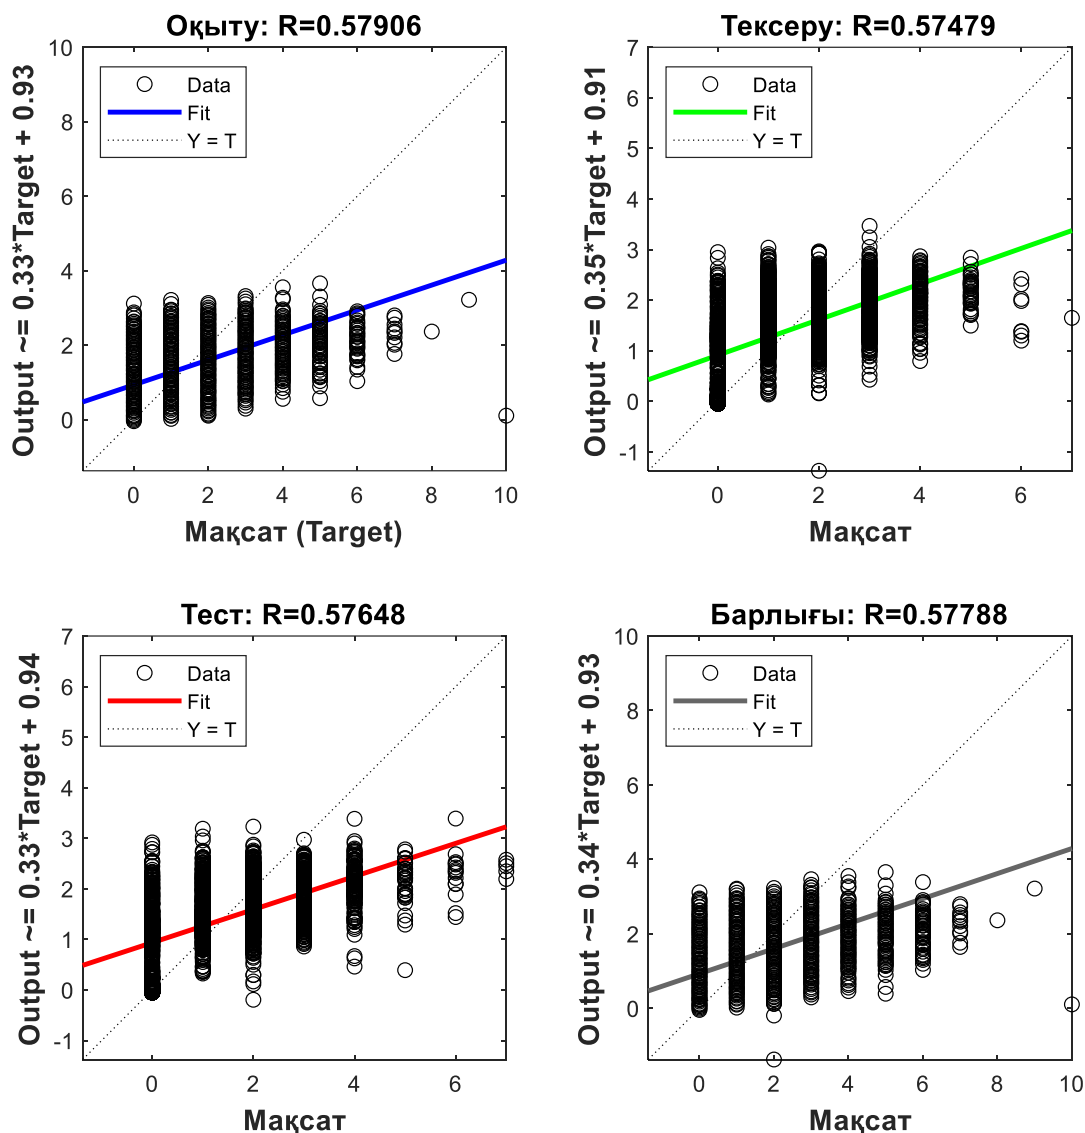 Оқыту: R=0.57906
Output ~= 0.33*Target + 0.93
10
8
6
4
2
0
Data
Fit
Y = T
0 2 4 6 8 10
Мақсат (Target)
Тексеру: R=0.57479
Output ~= 0.35*Target + 0.91
7
6
5
4
3
2
1
0
-1
Data
Fit
Y = T
0 2 4 6
Мақсат
Тест: R=0.57648
Output ~= 0.33*Target + 0.94
7
6
5
4
3
2
1
0
-1
Data
Fit
Y = T
0 2 4 6
Мақсат
Барлығы: R=0.57788
Output ~= 0.34*Target + 0.93
10
8
6
4
2
0
Data
Fit
Y = T
0 2 4 6 8 10
Мақсат